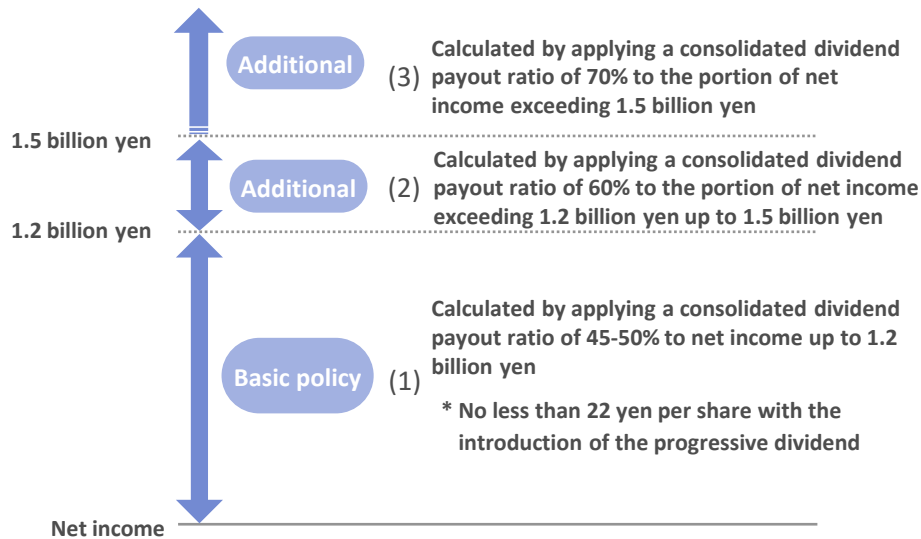 Additional
(3)
Calculated by applying a consolidated dividend
payout ratio of 70% to the portion of net
income exceeding 1.5 billion yen
1.5 billion yen
Additional
(2)
Calculated by applying a consolidated dividend
payout ratio of 60% to the portion of net income
exceeding 1.2 billion yen up to 1.5 billion yen
1.2 billion yen
Basic policy
(1)
Calculated by applying a consolidated dividend
payout ratio of 45-50% to net income up to 1.2
billion yen
* No less than 22 yen per share with the
introduction of the progressive dividend
Net income